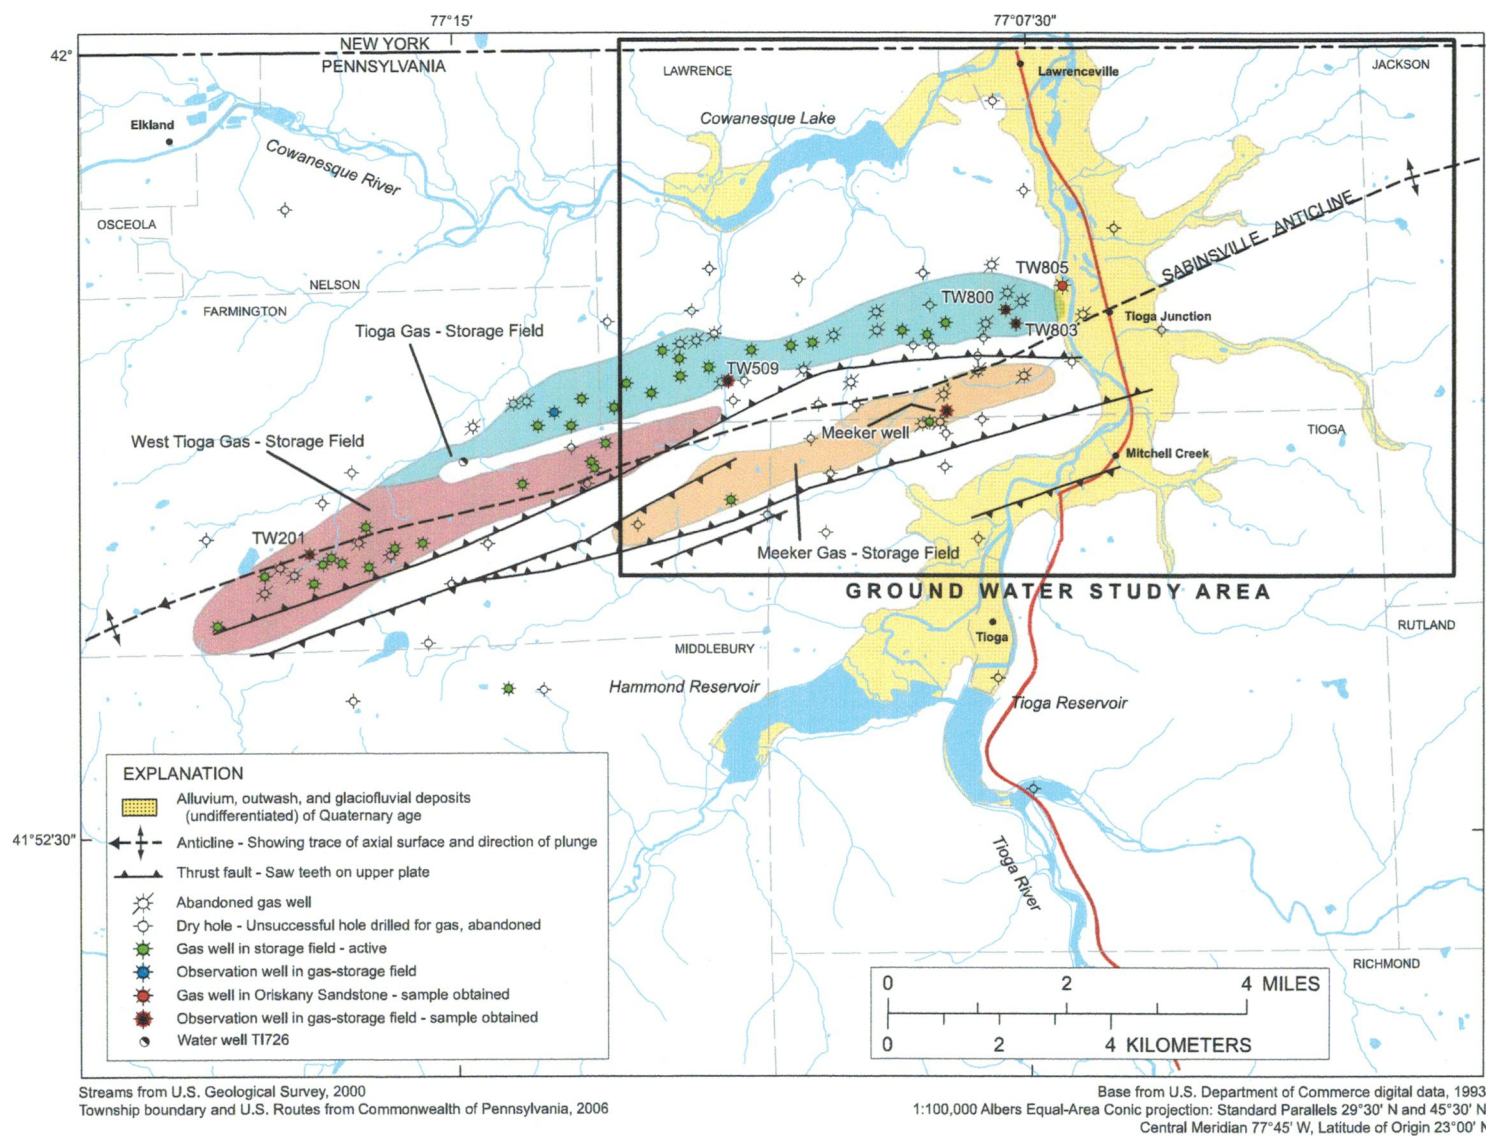 77°15'
77°07'30"
42°
NEW YORK
PENNSYLVANIA
LAWRENCE
JACKSON
Lawrenceville
Elkland
Cowanesque Lake
Cowanesque River
OSCEOLA
SABINSVILLE ANTICLINE
NELSON
TW805
TW800
FARMINGTON
Tioga Junction
Tioga Gas - Storage Field
TW803
TW509
West Tioga Gas - Storage Field
Meeker well
TIOGA
Mitchell Creek
TW201
Meeker Gas - Storage Field
GROUND WATER STUDY AREA
Tioga
RUTLAND
MIDDLEBURY
Hammond Reservoir
Tioga Reservoir
41°52'30"
Tioga River
RICHMOND
EXPLANATION
Alluvium, outwash, and glaciofluvial deposits
(undifferentiated) of Quaternary age
Anticline - Showing trace of axial surface and direction of plunge
Thrust fault - Saw teeth on upper plate
Abandoned gas well
Dry hole - Unsuccessful hole drilled for gas, abandoned
Gas well in storage field - active
Observation well in gas-storage field
Gas well in Oriskany Sandstone - sample obtained
Observation well in gas-storage field - sample obtained
Water well TI726
0 2 4 MILES
0 2 4 KILOMETERS
Streams from U.S. Geological Survey, 2000
Township boundary and U.S. Routes from Commonwealth of Pennsylvania, 2006
Base from U.S. Department of Commerce digital data, 1993
1:100,000 Albers Equal-Area Conic projection: Standard Parallels 29°30' N and 45°30' N
Central Meridian 77°45' W, Latitude of Origin 23°00' N